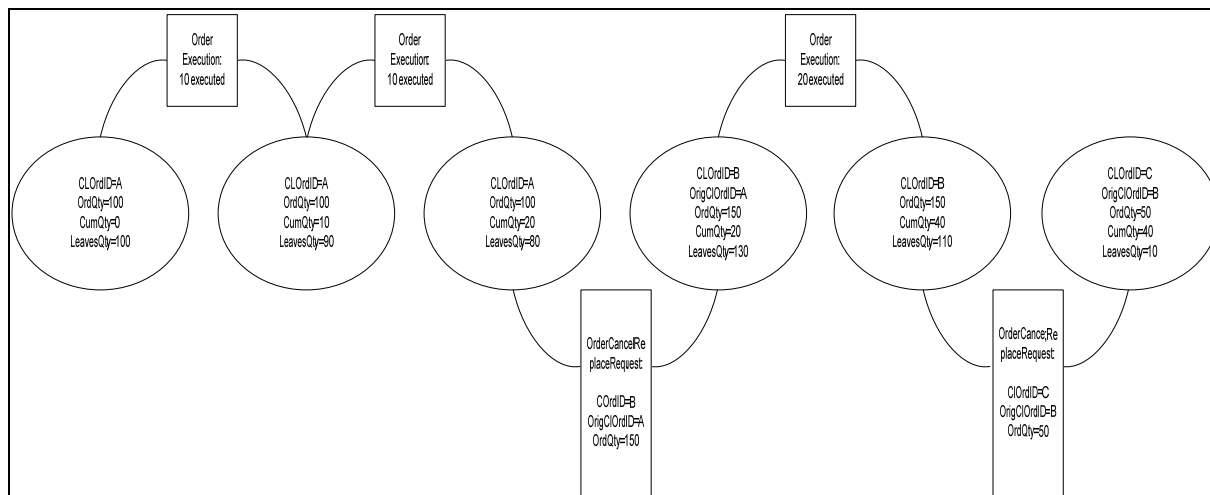 Order
Execution:
10 executed
Order
Execution:
10 executed
Order
Execution:
20 executed
CLOrdID=A
OrdQty=100
CumQty=0
LeavesQty=100
CLOrdID=A
OrdQty=100
CumQty=10
LeavesQty=90
CLOrdID=A
OrdQty=100
CumQty=20
LeavesQty=80
CLOrdID=B
OrigClOrdID=A
OrdQty=150
CumQty=20
LeavesQty=130
CLOrdID=B
OrdQty=150
CumQty=40
LeavesQty=110
CLOrdID=C
OrigClOrdID=B
OrdQty=50
CumQty=40
LeavesQty=10
OrderCancelRe
placeRequest:
COrdID=B
OrigClOrdID=A
OrdQty=150
OrderCance;Re
placeRequest:
ClOrdID=C
OrigClOrdID=B
OrdQty=50